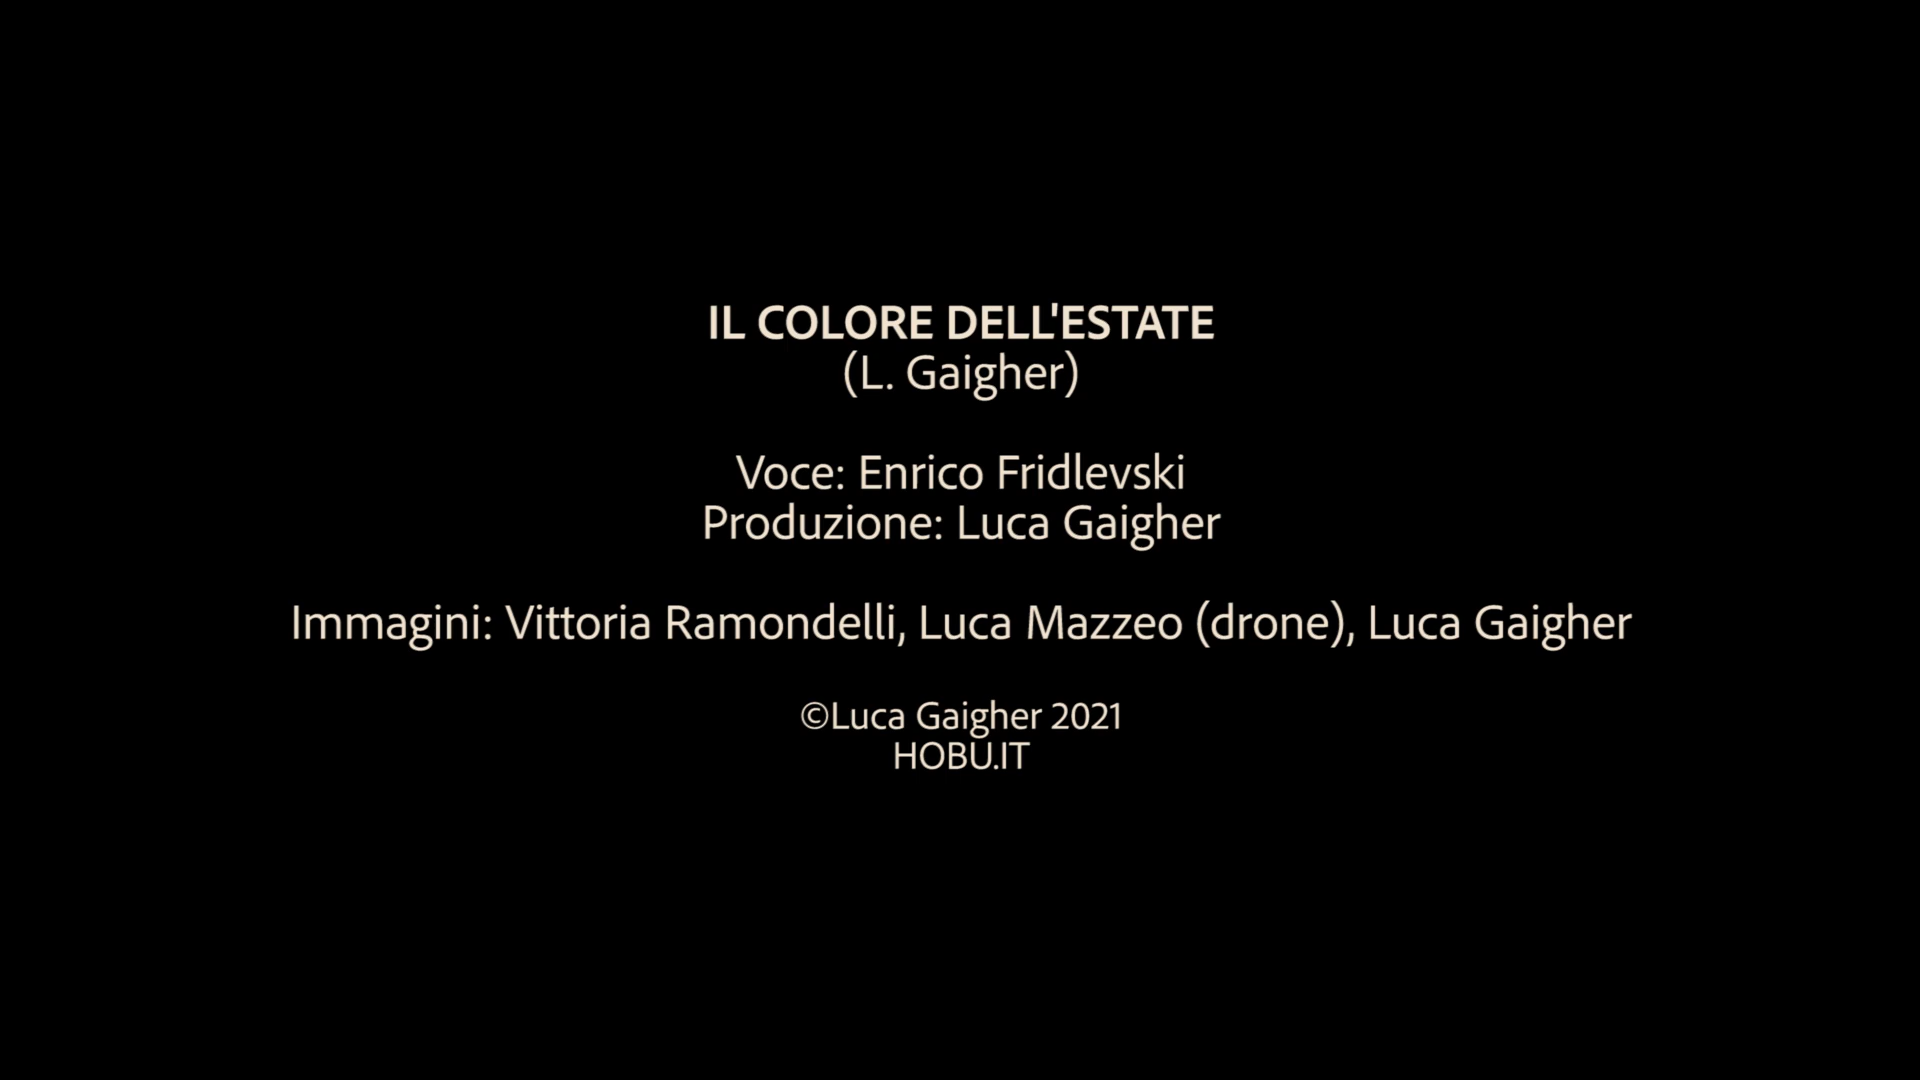 IL COLORE DELL'ESTATE
(L. Gaigher)
Voce: Enrico Fridlevski
Produzione: Luca Gaigher
Immagini: Vittoria Ramondelli, Luca Mazzeo (drone), Luca Gaigher
©Luca Gaigher 2021
HOBU.IT